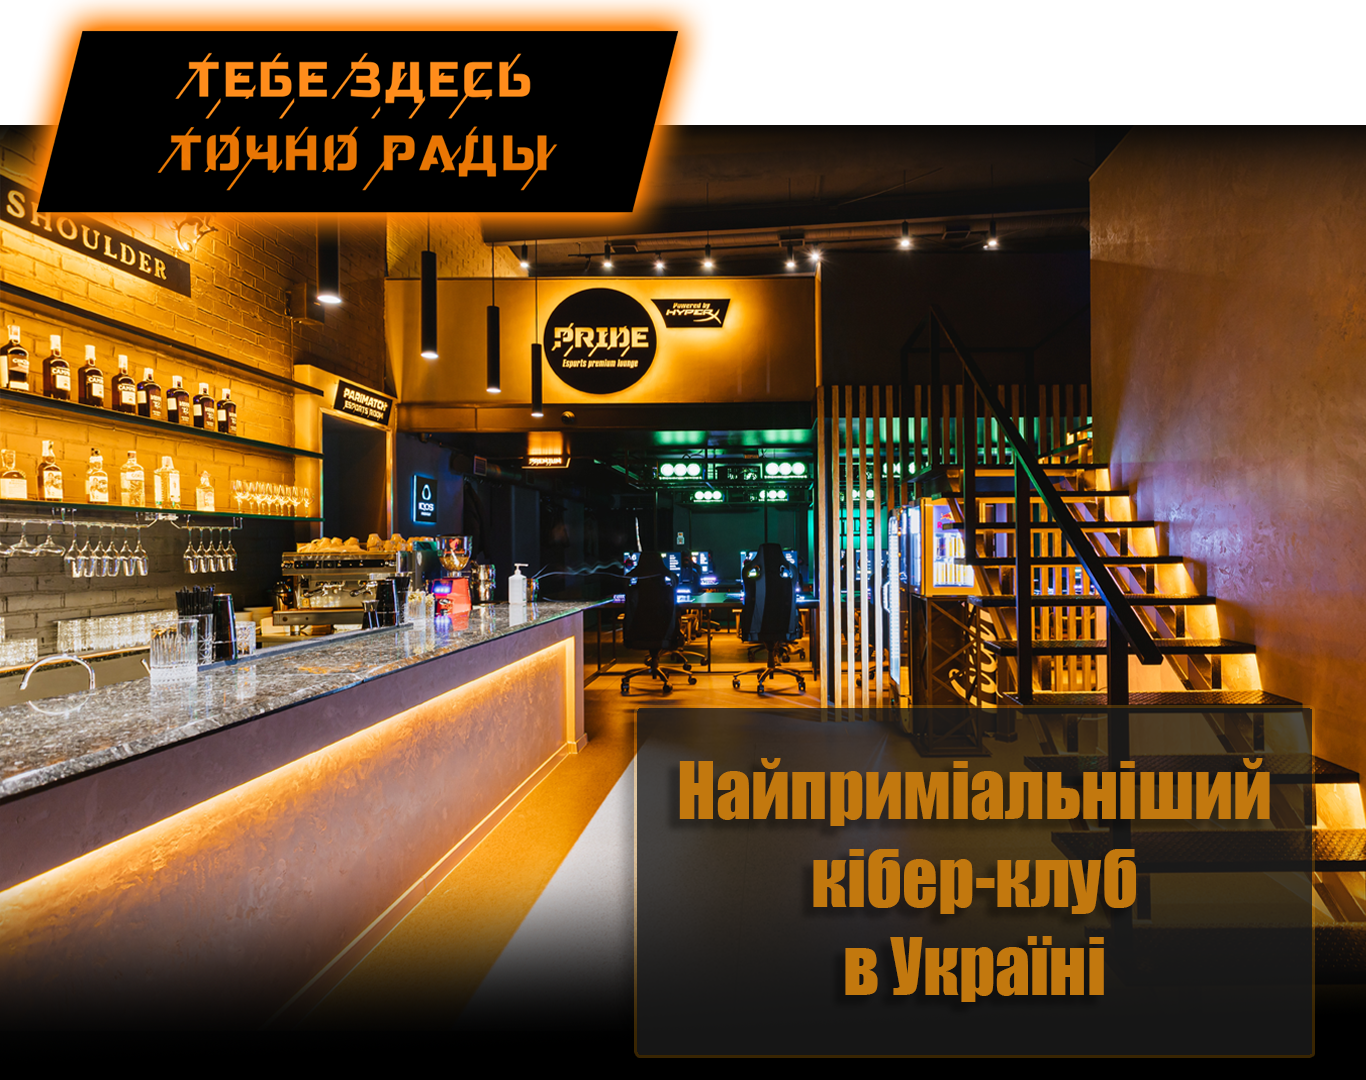 ТЕБЕ ЗДЕСЬ
ТОЧНО РАДЫ
SHOULDER
PRIDE
Esports premium lounge
Powered by
HYPERX
PARIMATCH
ESPORTS ROOM
IQOS
Найприміальніший
кібер-клуб
в Україні